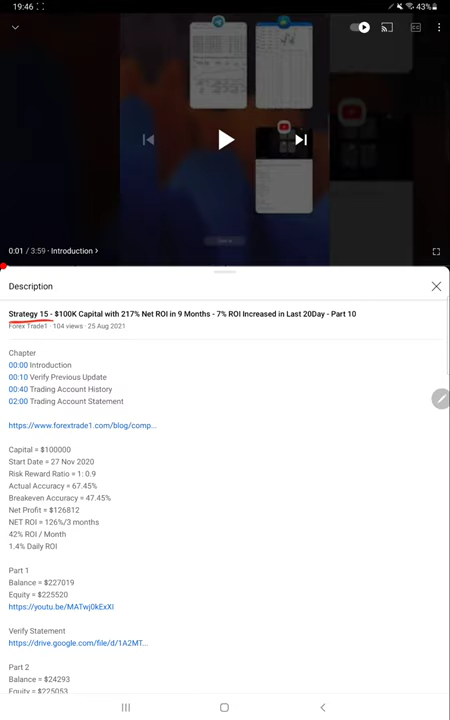 19:46
43%
CC
0:01 / 3:59 · Introduction >
Description
Strategy 15 - $100K Capital with 217% Net ROI in 9 Months - 7% ROI Increased in Last 20Day - Part 10
Forex Trade1 · 104 views · 25 Aug 2021
Chapter
00:00 Introduction
00:10 Verify Previous Update
00:40 Trading Account History
02:00 Trading Account Statement
https://www.forextrade1.com/blog/comp...
Capital = $100000
Start Date = 27 Nov 2020
Risk Reward Ratio = 1: 0.9
Actual Accuracy = 67.45%
Breakeven Accuracy = 47.45%
Net Profit = $126812
NET ROI = 126%/3 months
42% ROI / Month
1.4% Daily ROI
Part 1
Balance = $227019
Equity = $225520
https://youtu.be/MATwj0kExXI
Verify Statement
https://drive.google.com/file/d/1A2MT...
Part 2
Balance = $24293
Equity = $225053